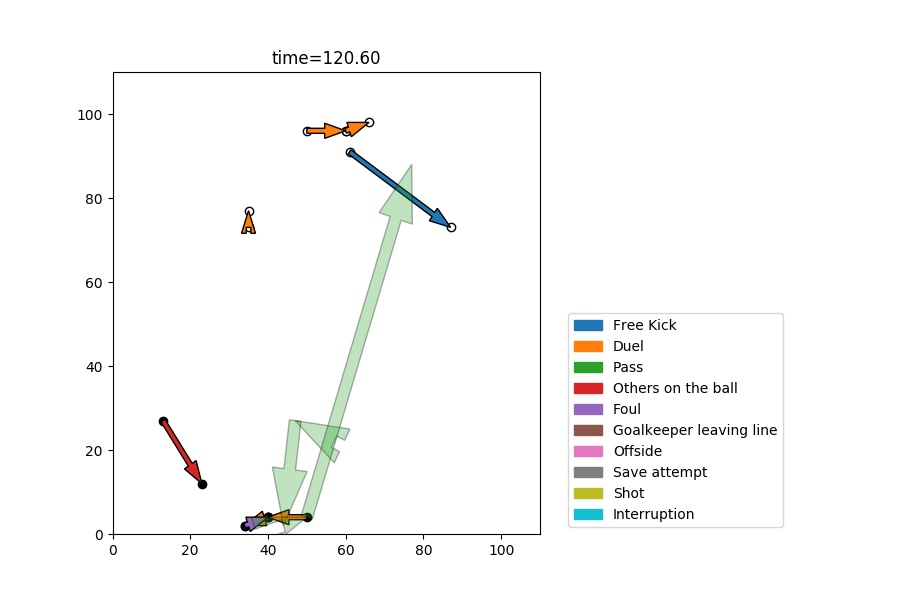 time=120.60
100
80
60
40
20
0
0 20 40 60 80 100
Free Kick
Duel
Pass
Others on the ball
Foul
Goalkeeper leaving line
Offside
Save attempt
Shot
Interruption